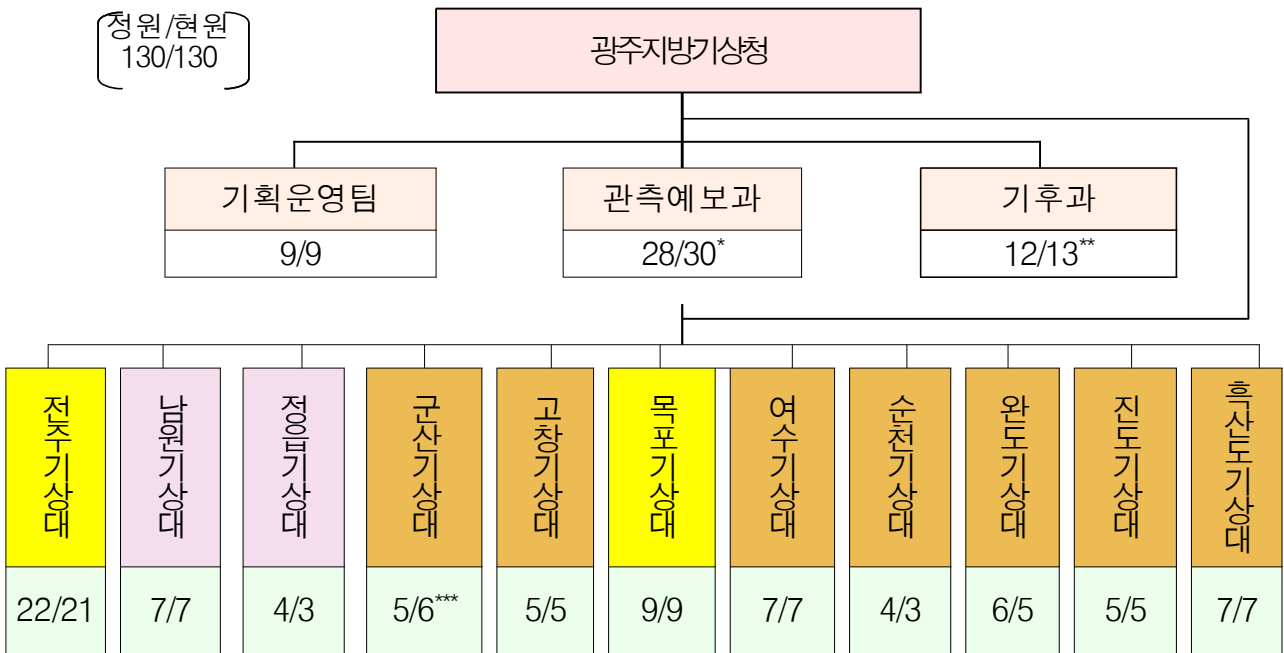 정원/현원
130/130
광주지방기상청
기획운영팀
관측예보과
기후과
9/9
28/30*
12/13**
전주기상대
남원기상대
정읍기상대
군산기상대
고창기상대
목포기상대
여수기상대
순천기상대
완도기상대
진도기상대
흑산도기상대
22/21
7/7
4/3
5/6***
5/5
9/9
7/7
4/3
6/5
5/5
7/7